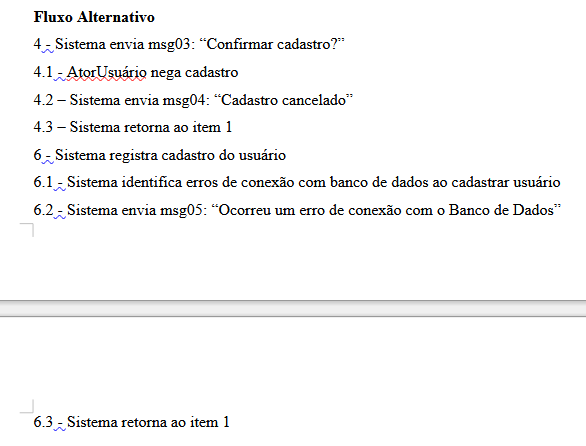 Fluxo Alternativo
4 - Sistema envia msg03: “Confirmar cadastro?”
4.1 - AtorUsuário nega cadastro
4.2 – Sistema envia msg04: “Cadastro cancelado”
4.3 – Sistema retorna ao item 1
6 - Sistema registra cadastro do usuário
6.1 - Sistema identifica erros de conexão com banco de dados ao cadastrar usuário
6.2 - Sistema envia msg05: “Ocorreu um erro de conexão com o Banco de Dados”
6.3 - Sistema retorna ao item 1